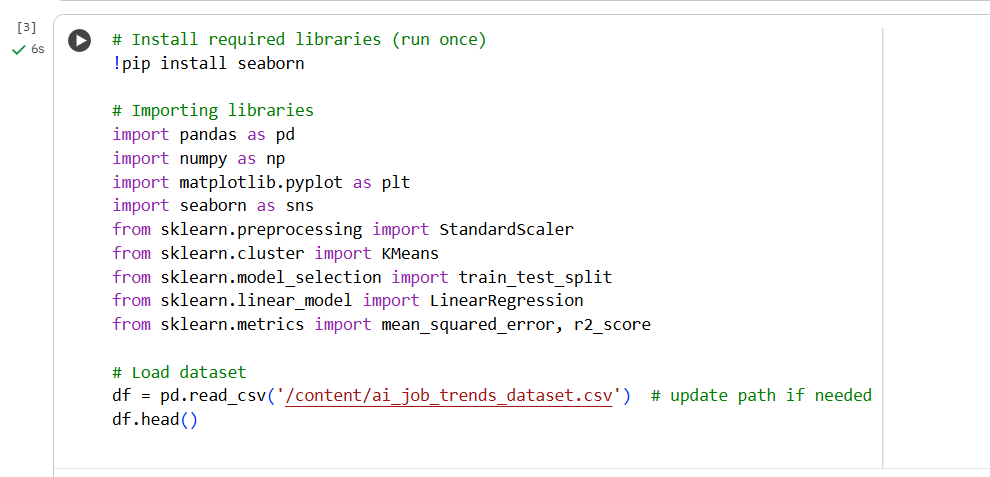 [3]
6s
# Install required libraries (run once)
!pip install seaborn
# Importing libraries
import pandas as pd
import numpy as np
import matplotlib.pyplot as plt
import seaborn as sns
from sklearn.preprocessing import StandardScaler
from sklearn.cluster import KMeans
from sklearn.model_selection import train_test_split
from sklearn.linear_model import LinearRegression
from sklearn.metrics import mean_squared_error, r2_score
# Load dataset
df = pd.read_csv('/content/ai_job_trends_dataset.csv')  # update path if needed
df.head()